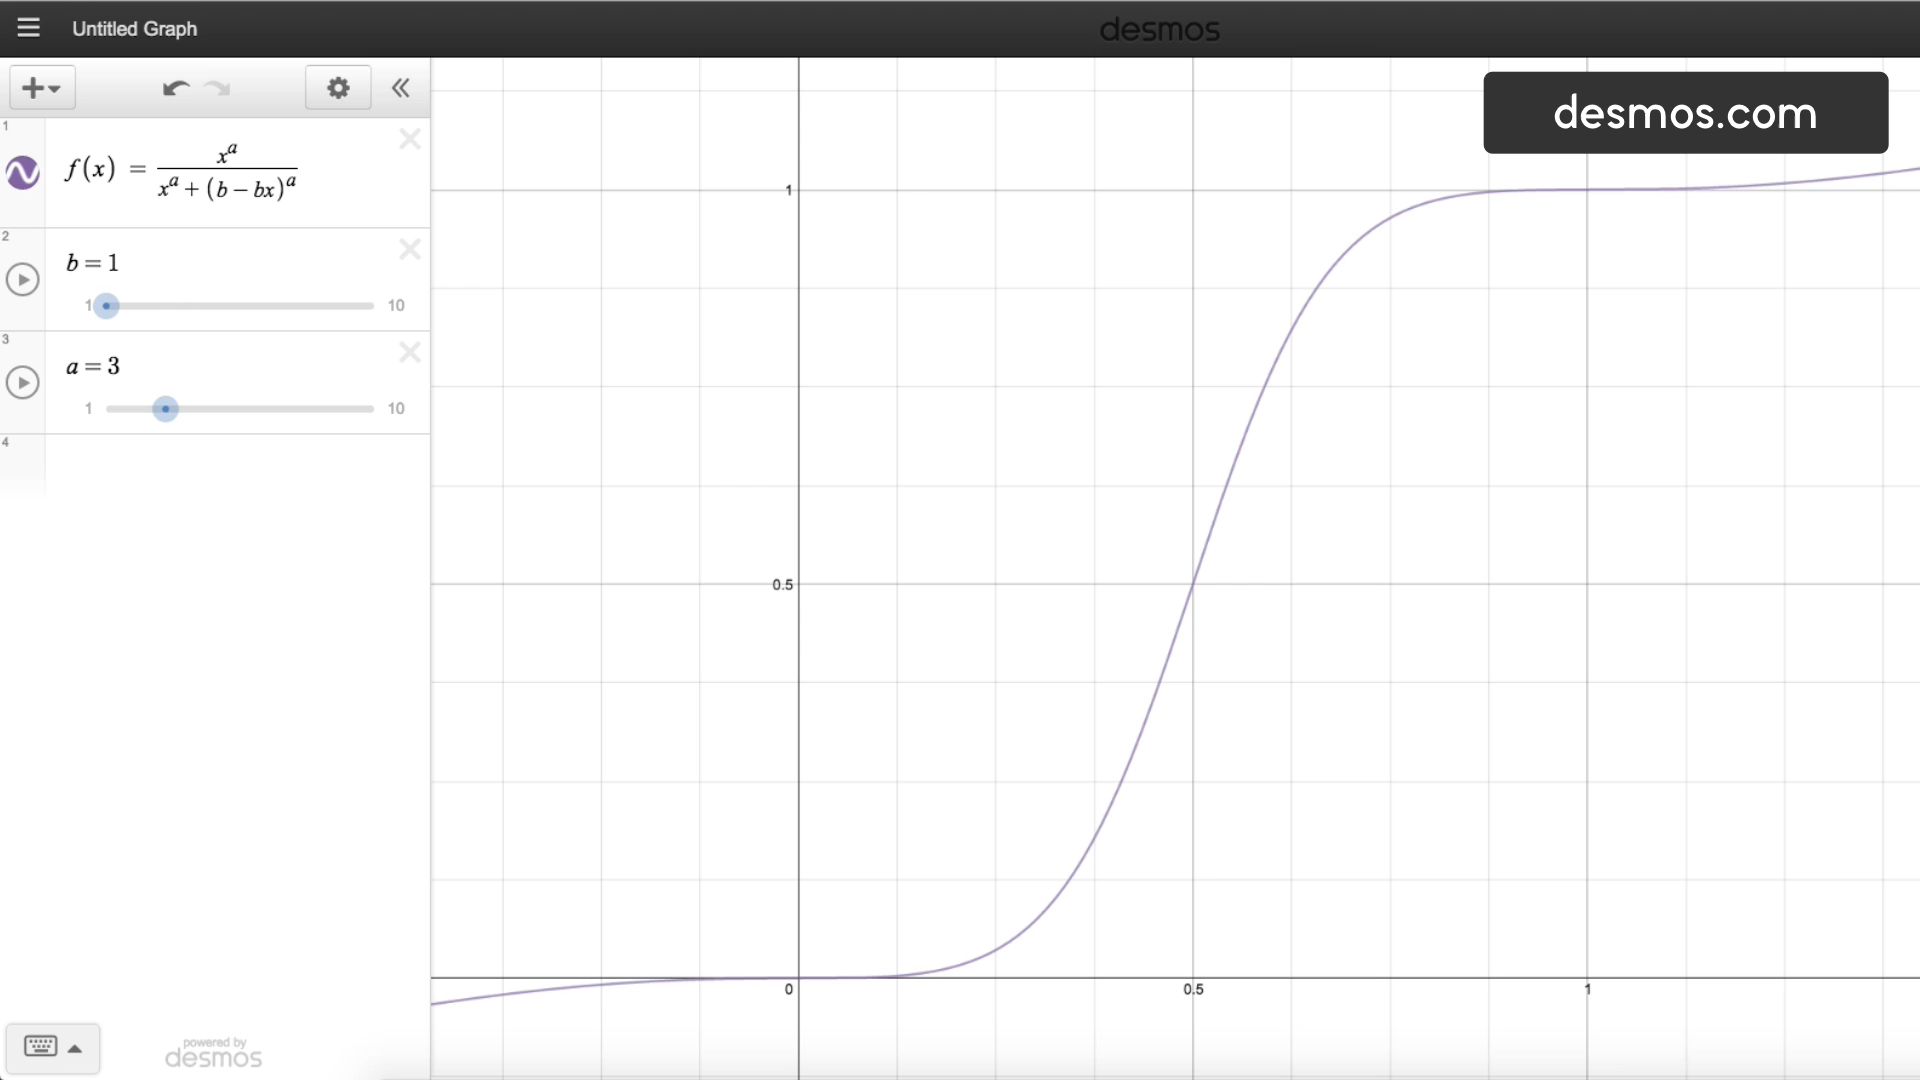 Untitled Graph
desmos
desmos.com
1
f(x) = x^a / (x^a + (b − bx)^a)
2
b = 1
1 10
3
a = 3
1 10
4
1
0.5
0 0.5 1
powered by
desmos